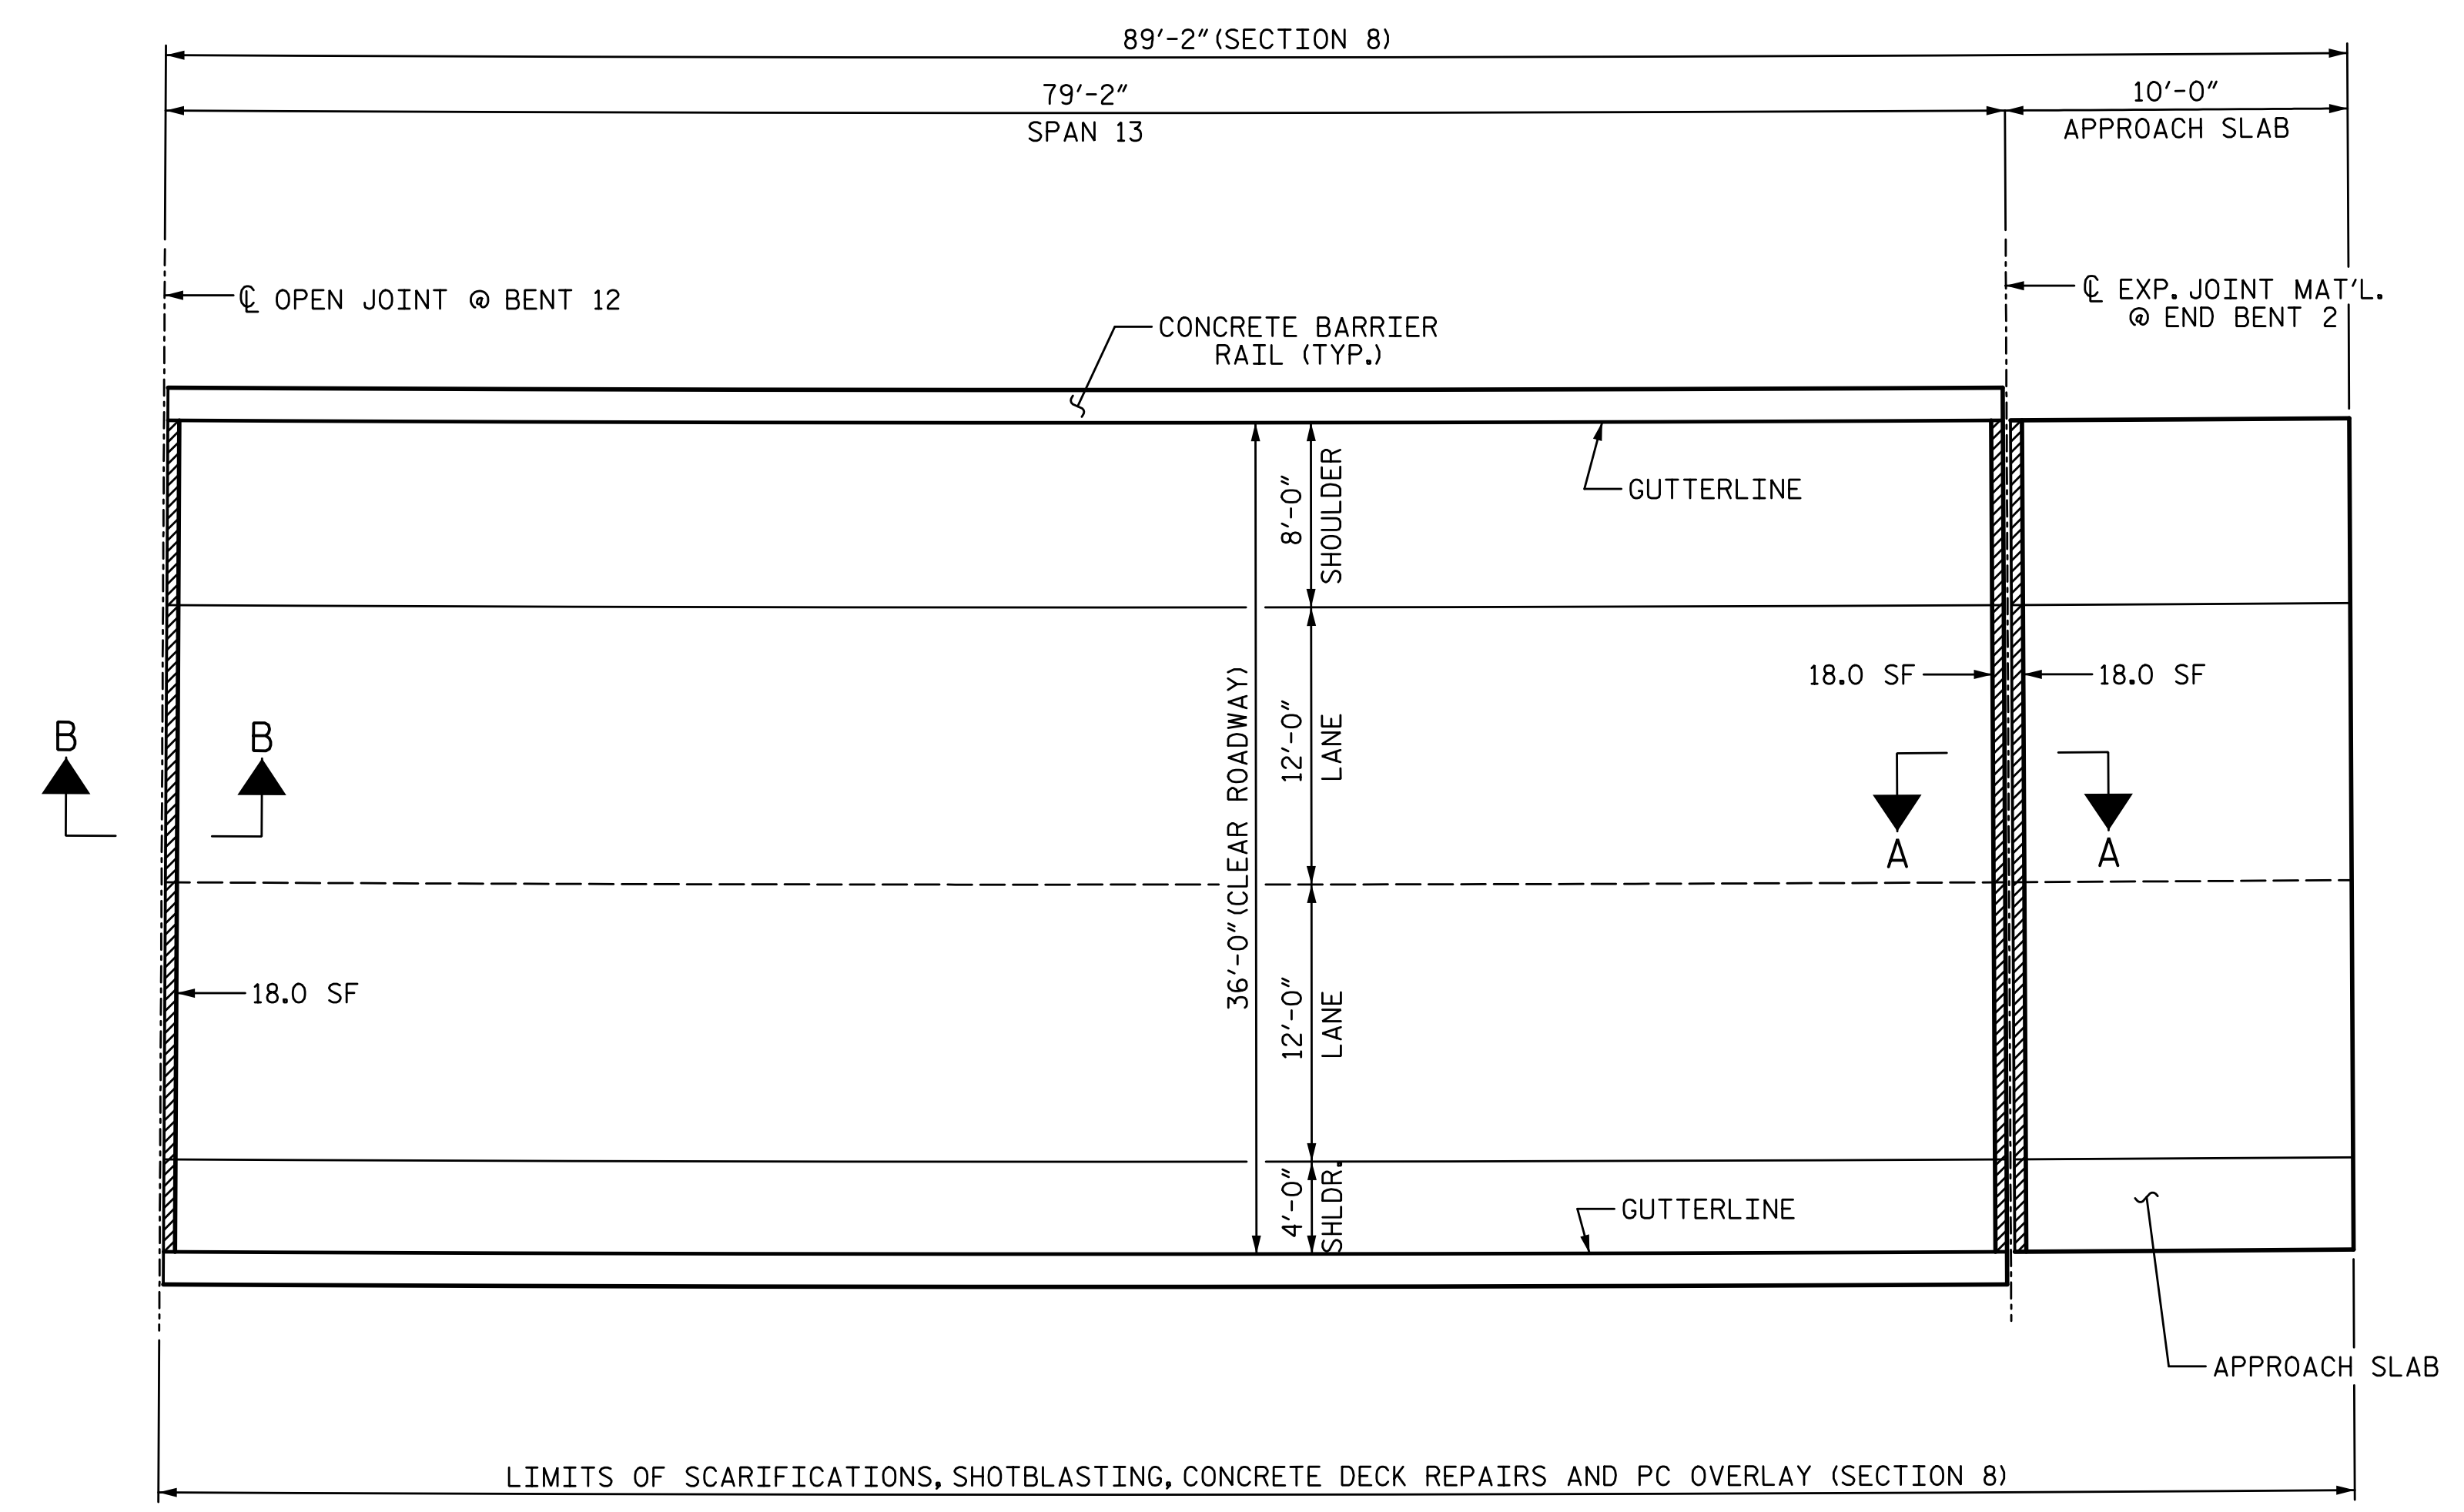 89'-2" (SECTION 8)
79'-2"
SPAN 13
10'-0"
APPROACH SLAB
℄ OPEN JOINT @ BENT 12
℄ EXP. JOINT MAT'L.
@ END BENT 2
CONCRETE BARRIER
RAIL (TYP.)
8'-0"
SHOULDER
GUTTERLINE
36'-0" (CLEAR ROADWAY)
12'-0"
LANE
18.0 SF
18.0 SF
B
B
A
A
18.0 SF
12'-0"
LANE
4'-0"
SHLDR.
GUTTERLINE
APPROACH SLAB
LIMITS OF SCARIFICATIONS, SHOTBLASTING, CONCRETE DECK REPAIRS AND PC OVERLAY (SECTION 8)